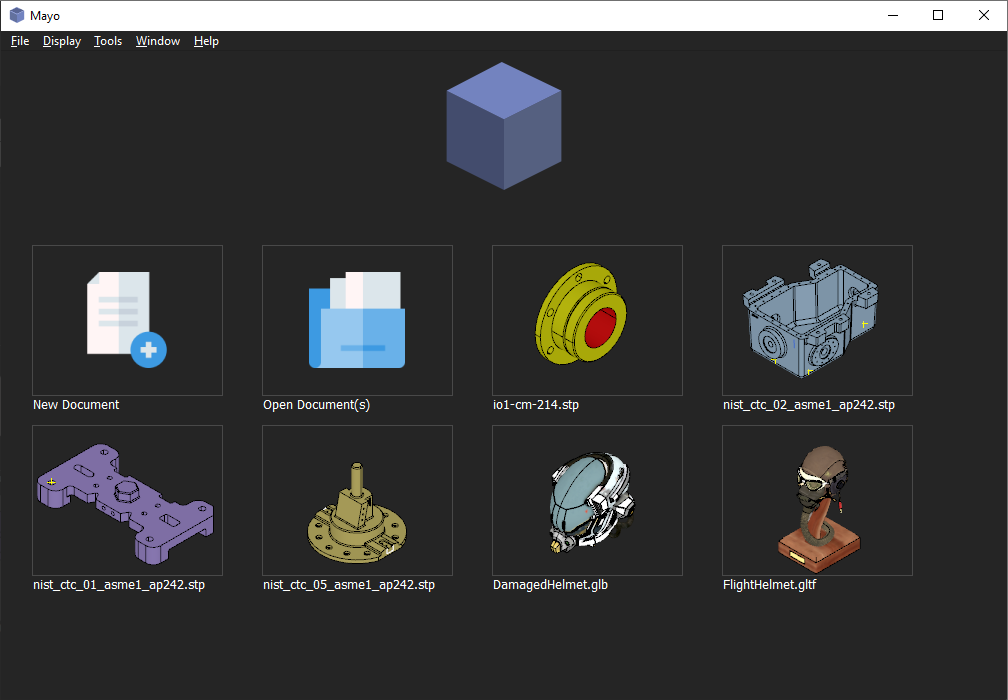 Mayo
File Display Tools Window Help
New Document Open Document(s) io1-cm-214.stp nist_ctc_02_asme1_ap242.stp
nist_ctc_01_asme1_ap242.stp nist_ctc_05_asme1_ap242.stp DamagedHelmet.glb FlightHelmet.gltf